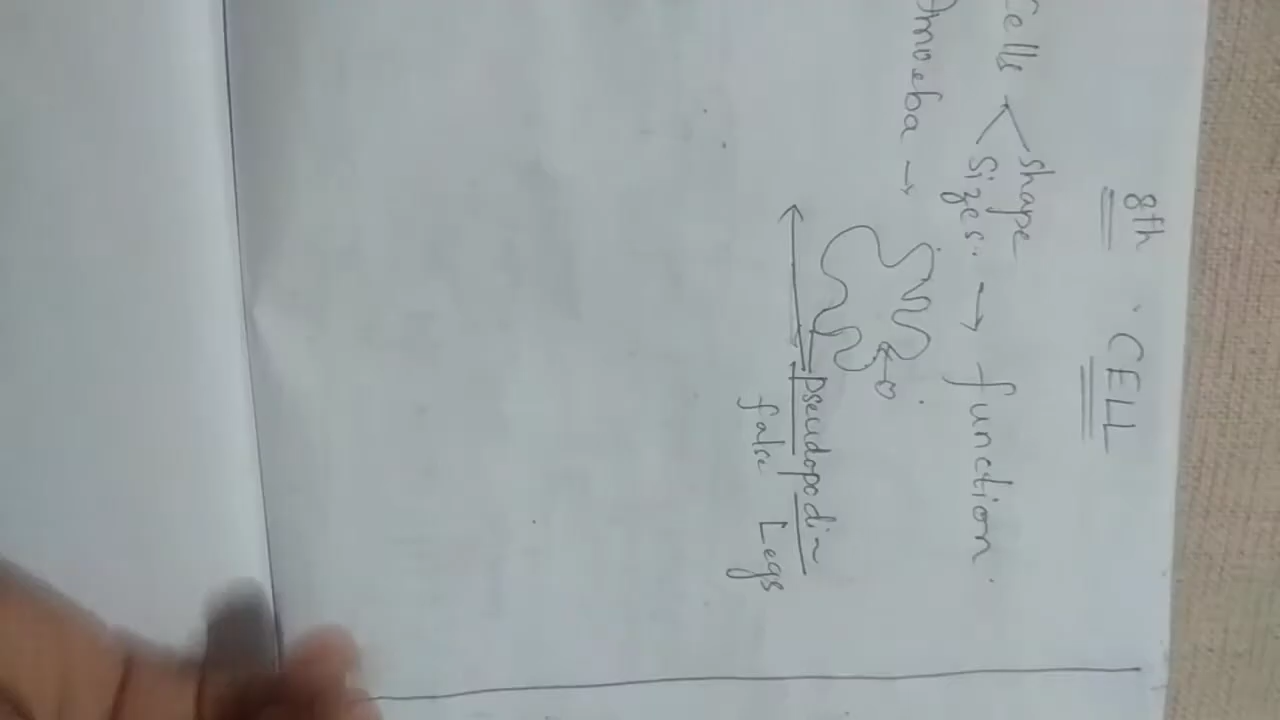 8th CELL
Cells < shape
sizes. → function.
Amoeba →
pseudopodia
false Legs